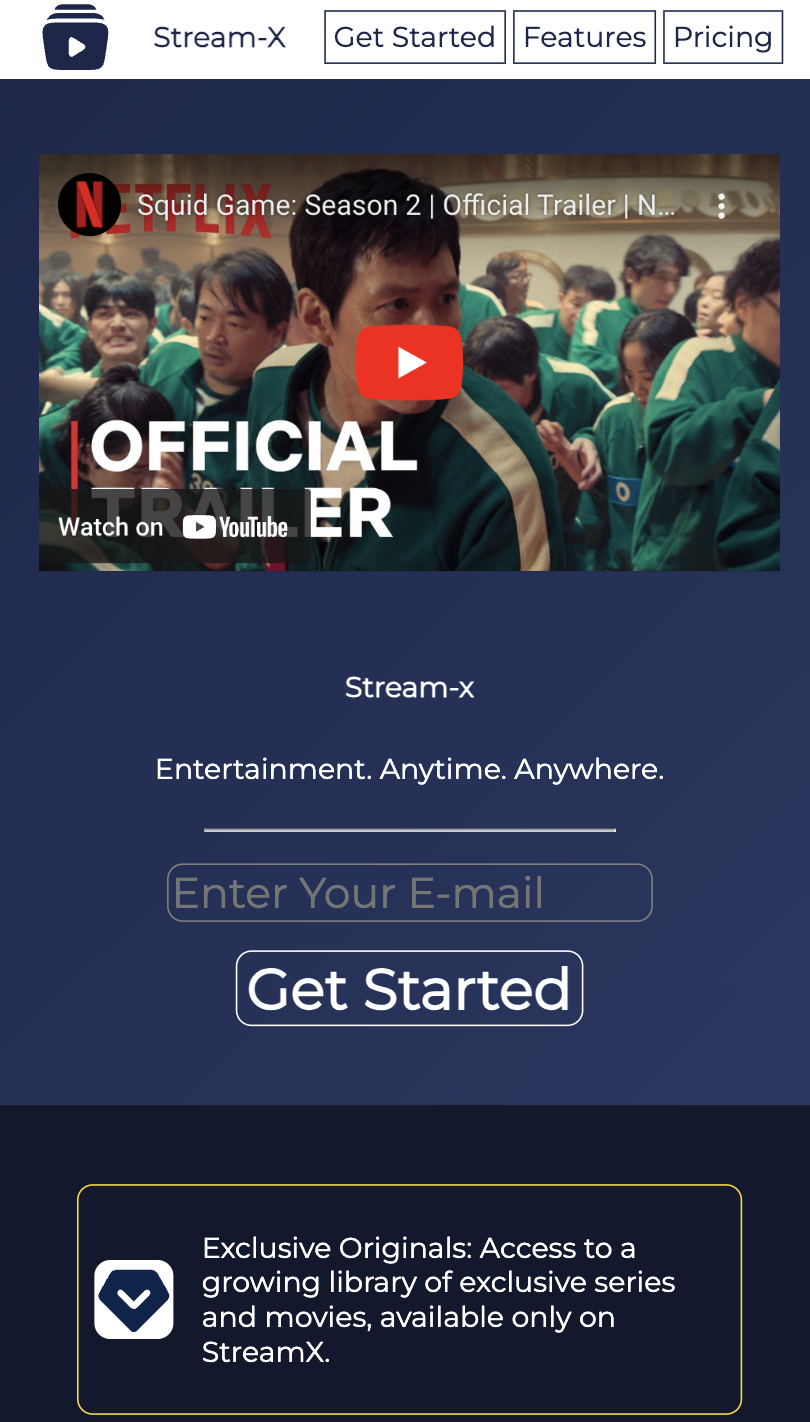 Stream-X
Get Started
Features
Pricing
NETFLIX
Squid Game: Season 2 | Official Trailer | N...
OFFICIAL
TRAILER
Watch on YouTube
Stream-x
Entertainment. Anytime. Anywhere.
Enter Your E-mail
Get Started
Exclusive Originals: Access to a
growing library of exclusive series
and movies, available only on
StreamX.